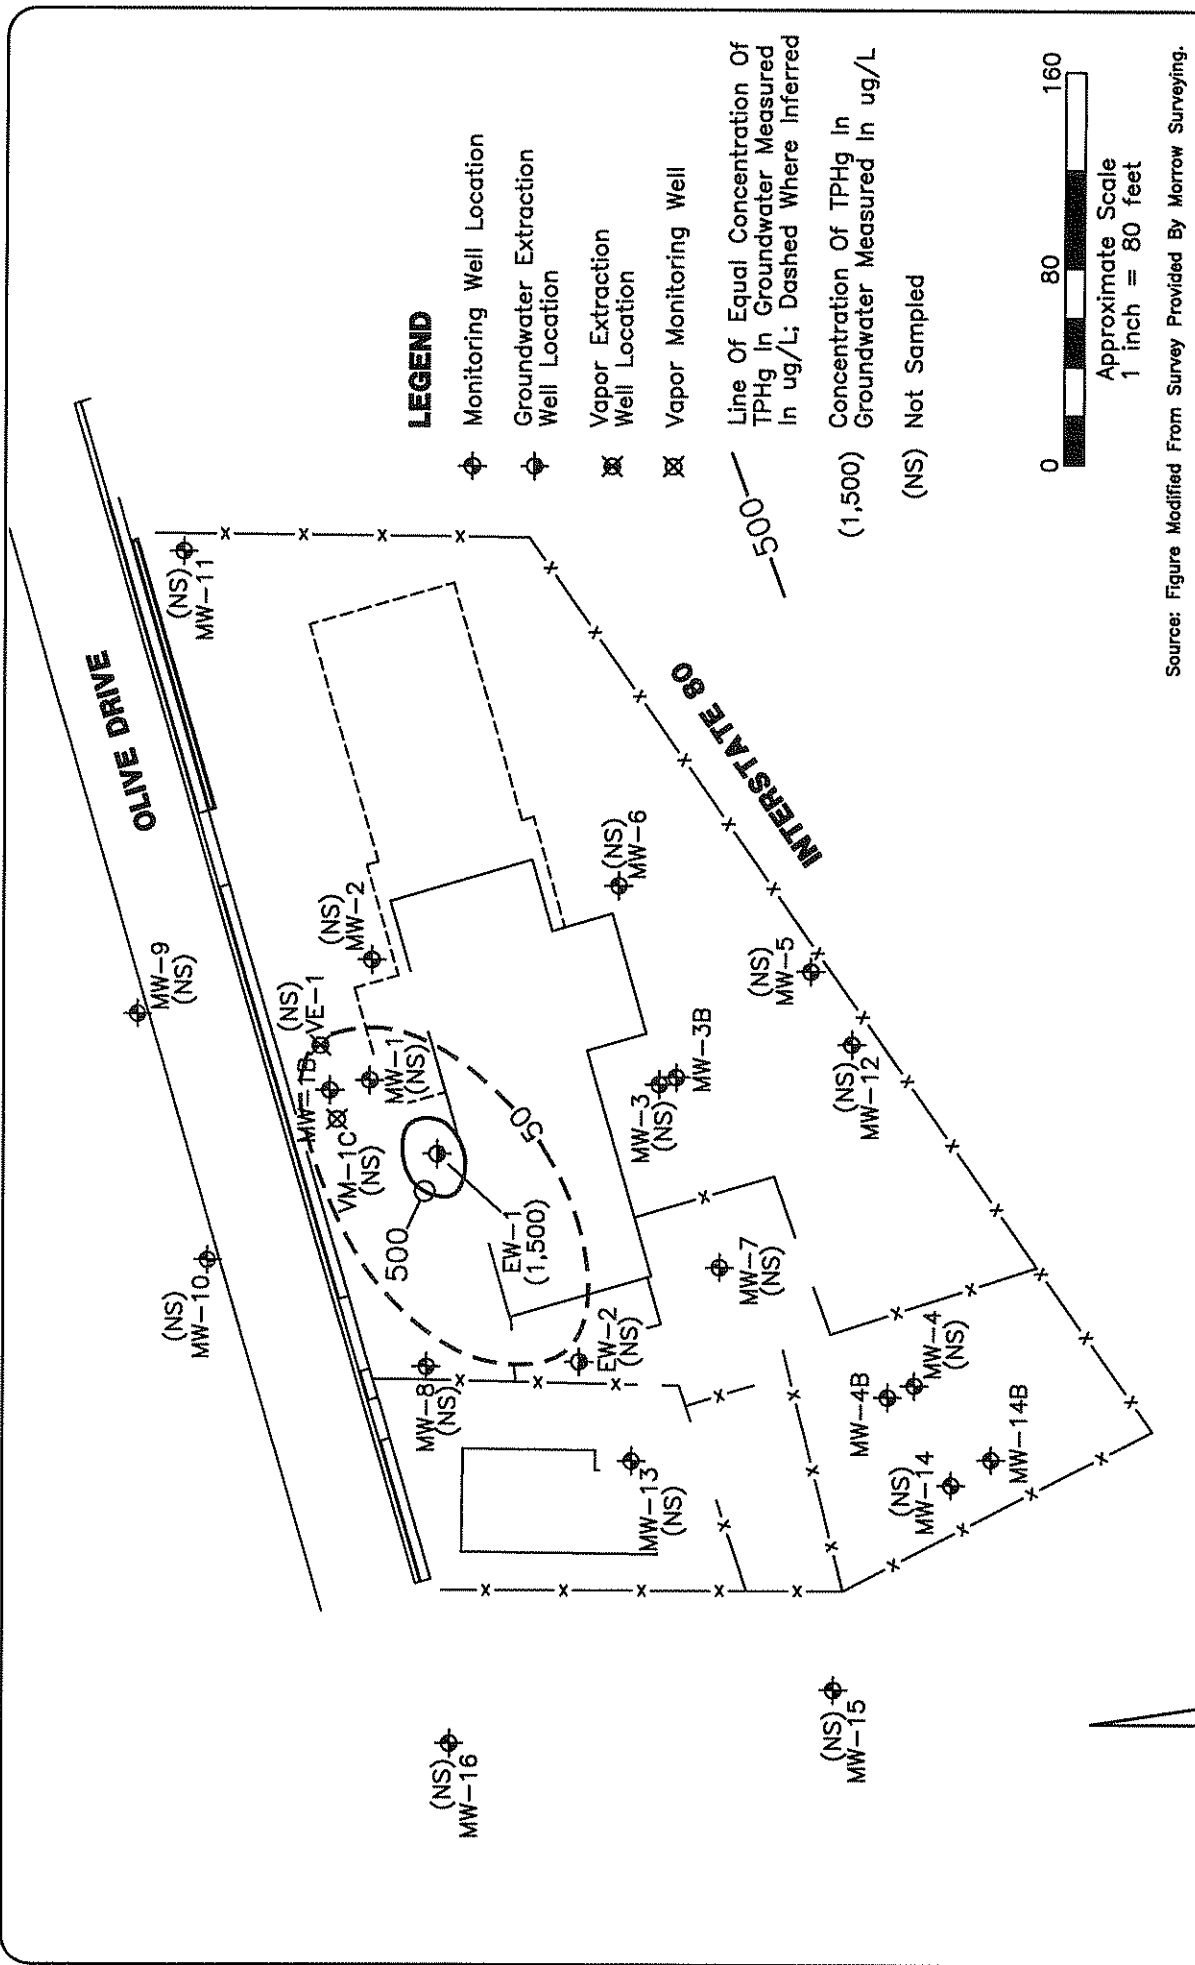 OLIVE DRIVE
INTERSTATE 80
(NS)
MW-11
MW-9
(NS)
(NS)
MW-10
(NS)
MW-2
(NS)
VE-1
MW-1B
MW-1
(NS)
VM-1C
(NS)
500
50
EW-1
(1,500)
(NS)
MW-6
(NS)
MW-5
MW-3
(NS)
MW-3B
(NS)
MW-12
MW-7
(NS)
EW-2
(NS)
MW-8
(NS)
MW-13
(NS)
MW-4B
MW-4
(NS)
(NS)
MW-14
MW-14B
(NS)
MW-15
(NS)
MW-16
x x x x
x x x x x x x x x x x x x x
x x x x x
x x x x x
x x x
x x x
x
x x
x
LEGEND
Monitoring Well Location
Groundwater Extraction
Well Location
Vapor Extraction
Well Location
Vapor Monitoring Well
500
Line Of Equal Concentration Of
TPHg In Groundwater Measured
In ug/L; Dashed Where Inferred
(1,500) Concentration Of TPHg In
Groundwater Measured In ug/L
(NS) Not Sampled
0 80 160
Approximate Scale
1 inch = 80 feet
Source: Figure Modified From Survey Provided By Morrow Surveying.